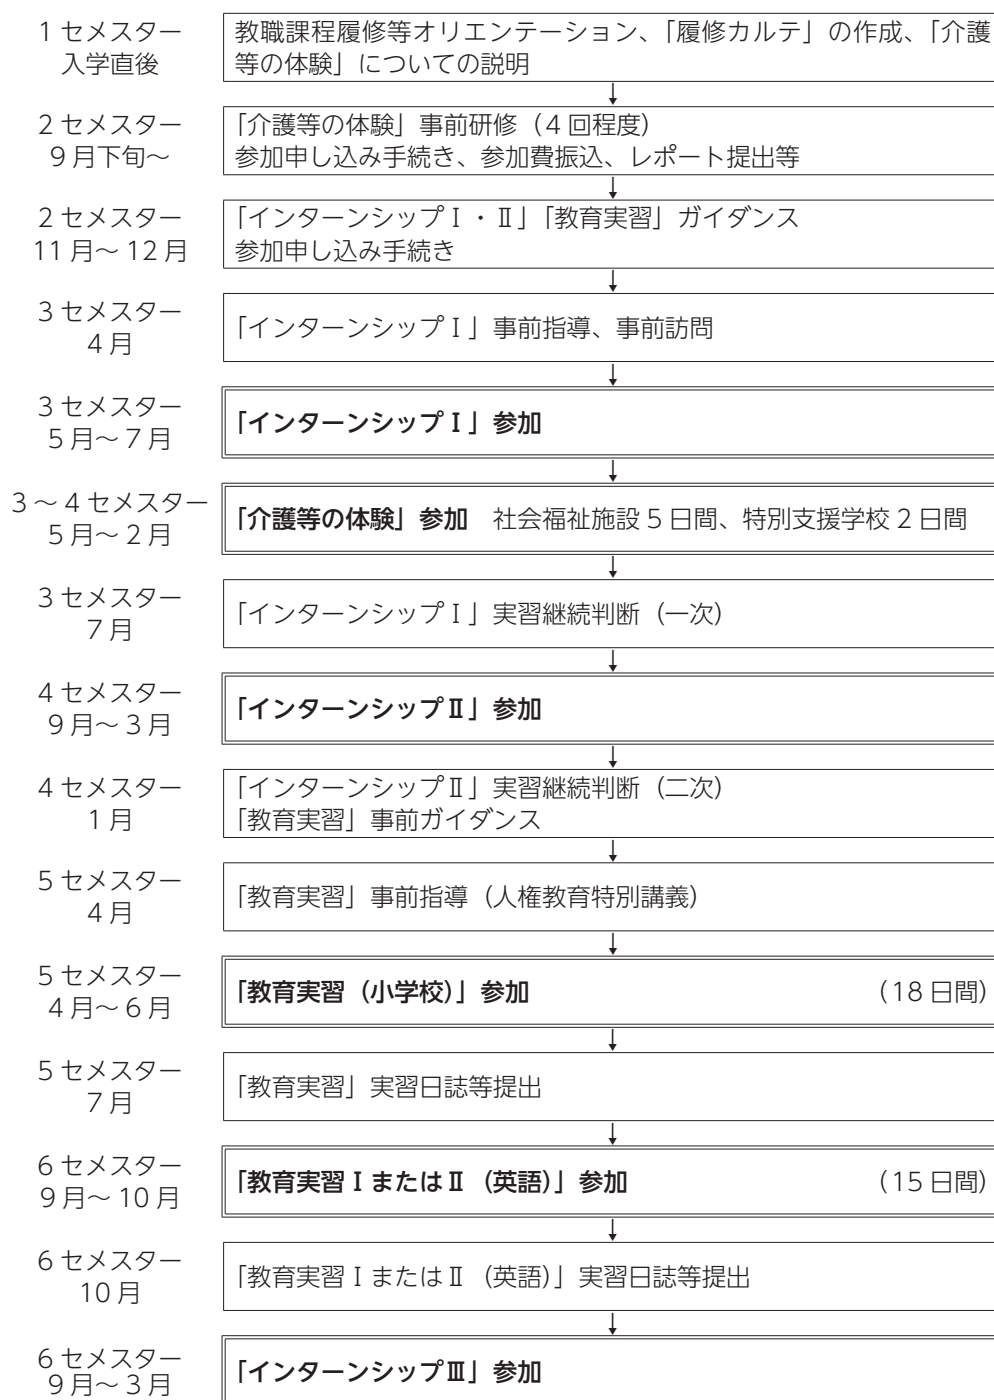 1セメスター
入学直後
教職課程履修等オリエンテーション、「履修カルテ」の作成、「介護
等の体験」についての説明
2セメスター
9月下旬～
「介護等の体験」事前研修（4回程度）
参加申し込み手続き、参加費振込、レポート提出等
2セメスター
11月～12月
「インターンシップⅠ・Ⅱ」「教育実習」ガイダンス
参加申し込み手続き
3セメスター
4月
「インターンシップⅠ」事前指導、事前訪問
3セメスター
5月～7月
「インターンシップⅠ」参加
3～4セメスター
5月～2月
「介護等の体験」参加　社会福祉施設5日間、特別支援学校2日間
3セメスター
7月
「インターンシップⅠ」実習継続判断（一次）
4セメスター
9月～3月
「インターンシップⅡ」参加
4セメスター
1月
「インターンシップⅡ」実習継続判断（二次）
「教育実習」事前ガイダンス
5セメスター
4月
「教育実習」事前指導（人権教育特別講義）
5セメスター
4月～6月
「教育実習（小学校）」参加　（18日間）
5セメスター
7月
「教育実習」実習日誌等提出
6セメスター
9月～10月
「教育実習ⅠまたはⅡ（英語）」参加　（15日間）
6セメスター
10月
「教育実習ⅠまたはⅡ（英語）」実習日誌等提出
6セメスター
9月～3月
「インターンシップⅢ」参加